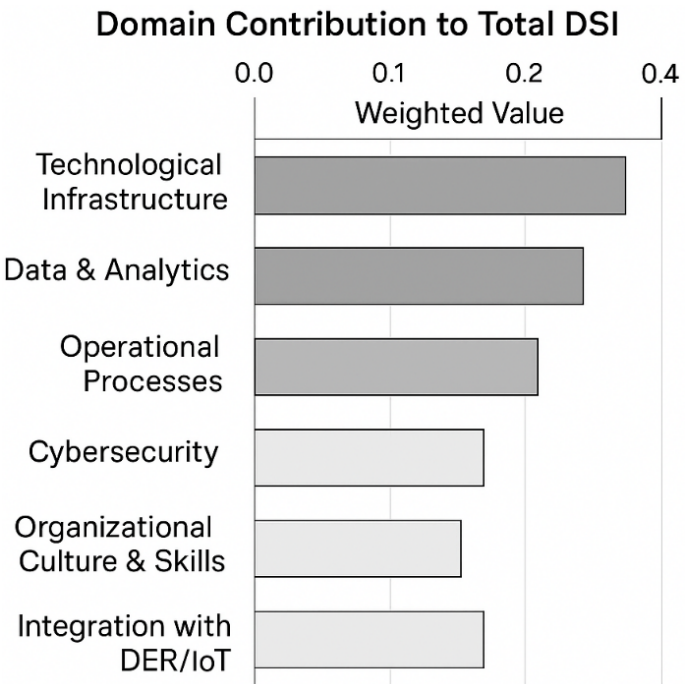 Domain Contribution to Total DSI
0.0 0.1 0.2 0.4
Weighted Value
Technological
Infrastructure
Data & Analytics
Operational
Processes
Cybersecurity
Organizational
Culture & Skills
Integration with
DER/IoT